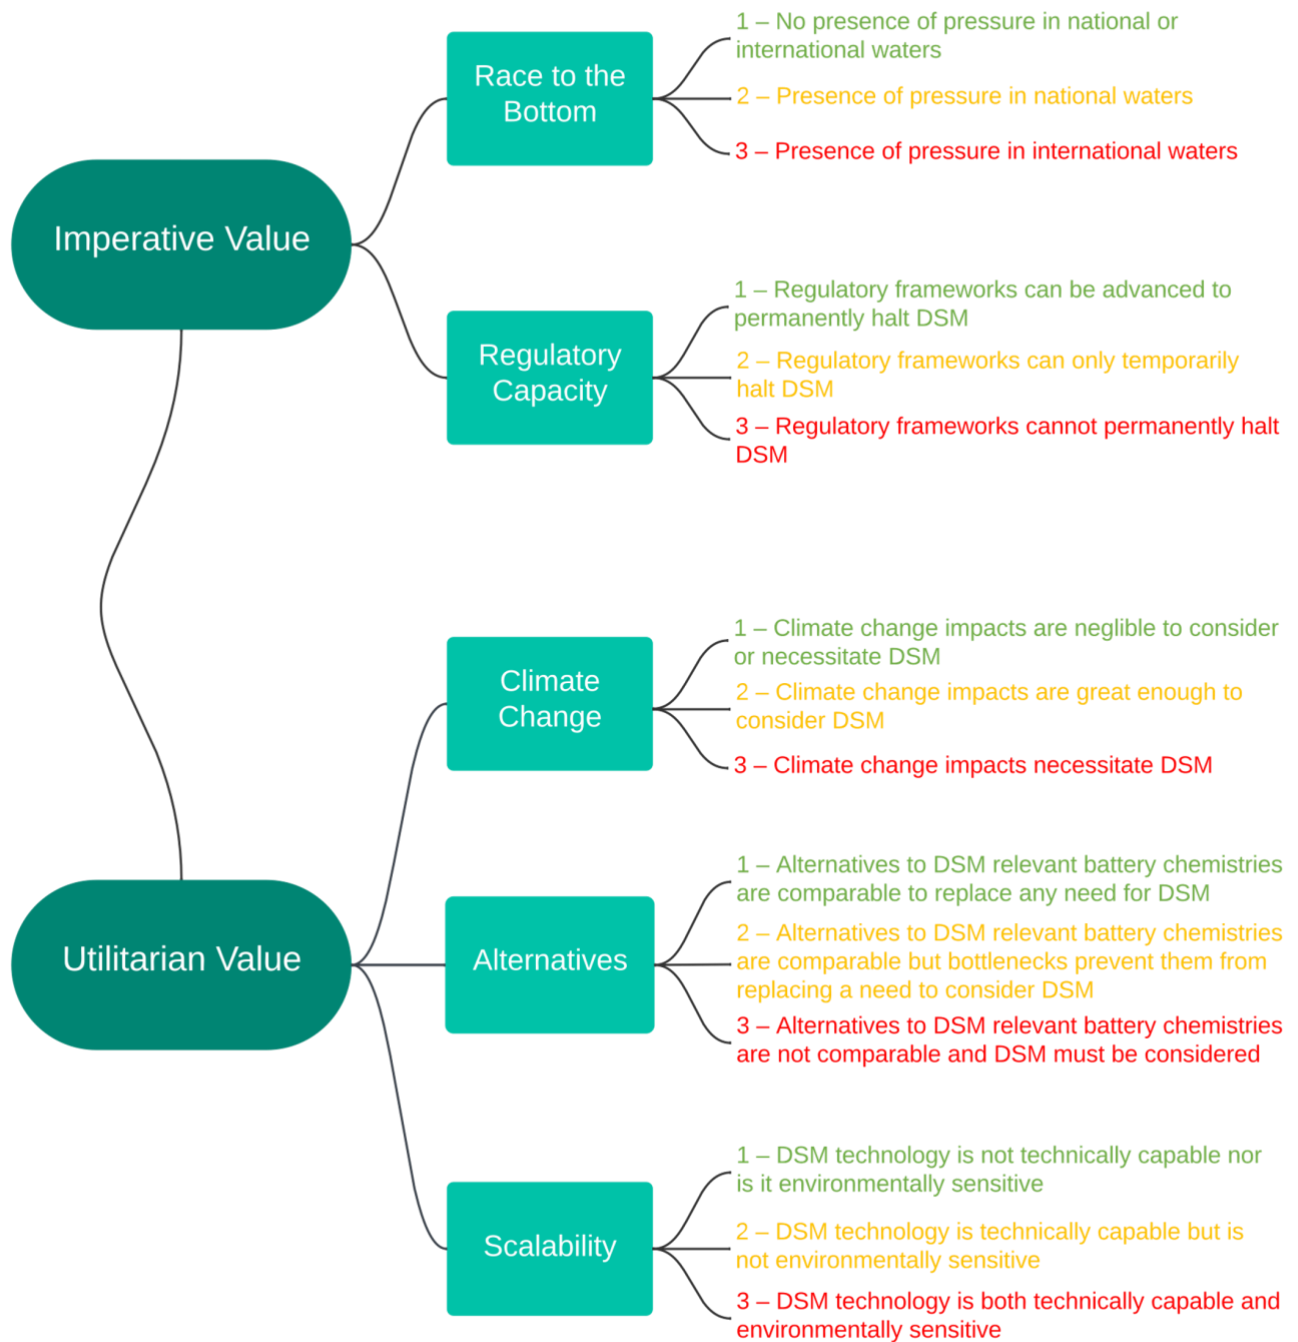 Imperative Value
Race to the
Bottom
1 – No presence of pressure in national or
international waters
2 – Presence of pressure in national waters
3 – Presence of pressure in international waters
Regulatory
Capacity
1 – Regulatory frameworks can be advanced to
permanently halt DSM
2 – Regulatory frameworks can only temporarily
halt DSM
3 – Regulatory frameworks cannot permanently halt
DSM
Utilitarian Value
Climate
Change
1 – Climate change impacts are neglible to consider
or necessitate DSM
2 – Climate change impacts are great enough to
consider DSM
3 – Climate change impacts necessitate DSM
Alternatives
1 – Alternatives to DSM relevant battery chemistries
are comparable to replace any need for DSM
2 – Alternatives to DSM relevant battery chemistries
are comparable but bottlenecks prevent them from
replacing a need to consider DSM
3 – Alternatives to DSM relevant battery chemistries
are not comparable and DSM must be considered
Scalability
1 – DSM technology is not technically capable nor
is it environmentally sensitive
2 – DSM technology is technically capable but is
not environmentally sensitive
3 – DSM technology is both technically capable and
environmentally sensitive